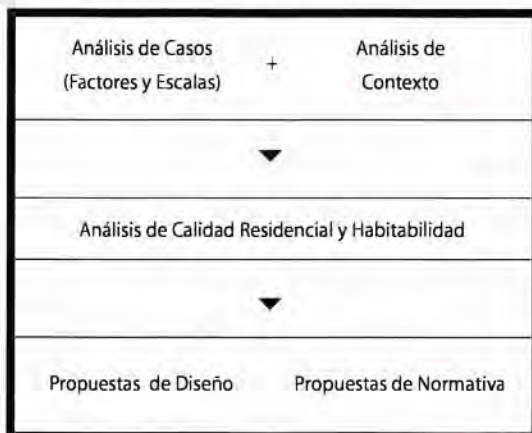 Análisis de Casos
(Factores y Escalas)
+
Análisis de
Contexto
Análisis de Calidad Residencial y Habitabilidad
Propuestas de Diseño
Propuestas de Normativa